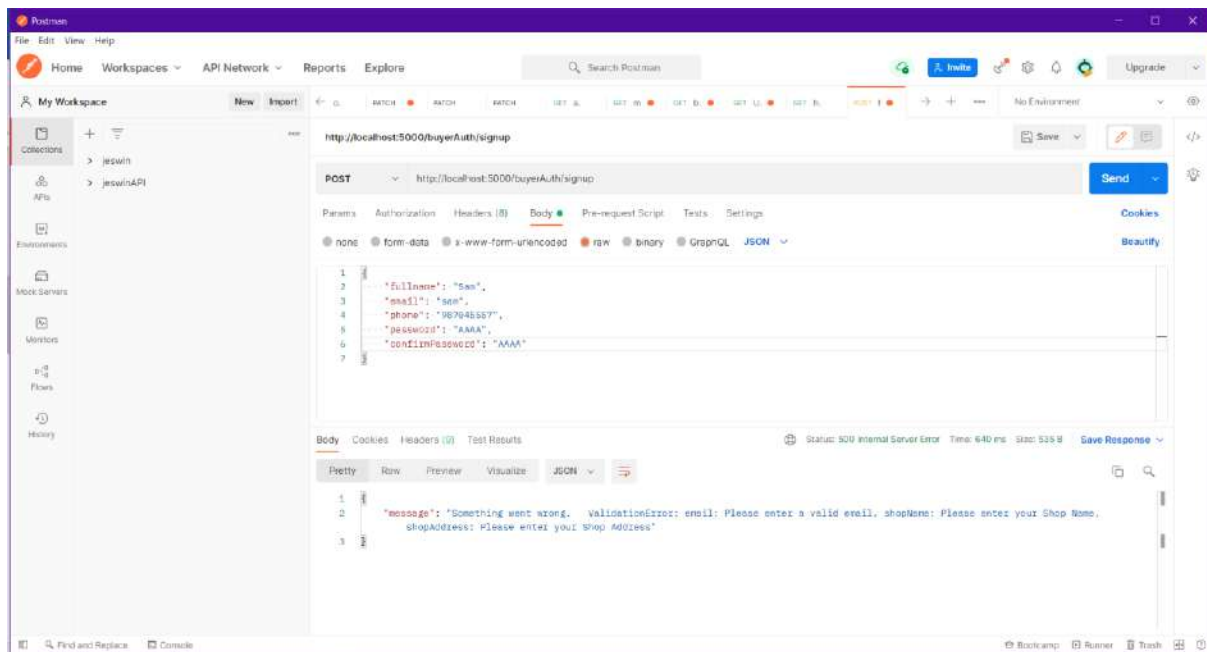 Postman
File Edit View Help
Home Workspaces API Network Reports Explore Search Postman Invite Upgrade
My Workspace New Import PATCH PATCH PATCH GET GET m GET b. GET U. GET POST No Environment
Collections
jeswin
jeswinAPI
APIs
Environments
Mock Servers
Monitors
Flows
History
http://localhost:5000/buyerAuth/signup Save
POST http://localhost:5000/buyerAuth/signup Send
Params Authorization Headers (8) Body Pre-request Script Tests Settings Cookies
none form-data x-www-form-urlencoded raw binary GraphQL JSON Beautify
1 {
2 "fullname": "Sam",
3 "email": "sam",
4 "phone": "987645557",
5 "password": "AAAA",
6 "confirmPassword": "AAAA"
7 }
Body Cookies Headers (9) Test Results Status: 500 Internal Server Error Time: 640 ms Size: 535 B Save Response
Pretty Raw Preview Visualize JSON
1 {
2 "message": "Something went wrong. ValidationError: email: Please enter a valid email, shopName: Please enter your Shop Name,
shopAddress: Please enter your Shop Address"
3 }
Find and Replace Console Bootcamp Runner Trash